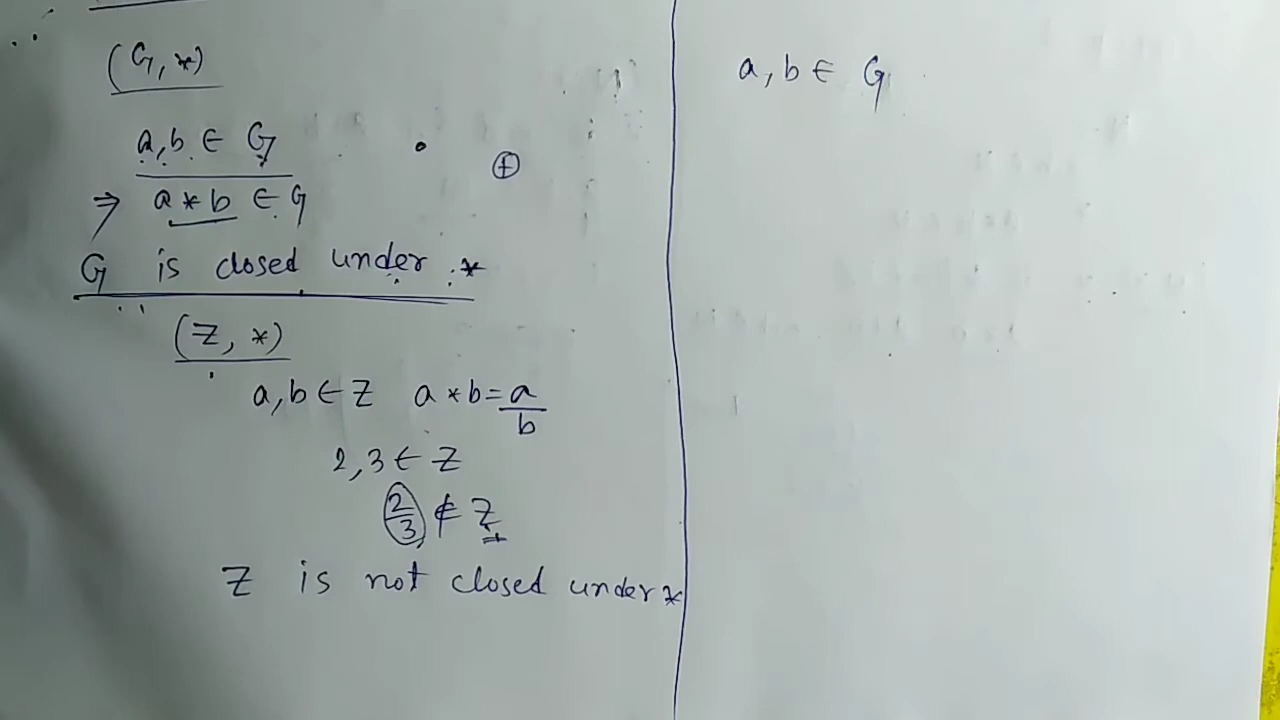 (G, *)
a, b ∈ G
⊕
⇒ a * b ∈ G
G is closed under *
(Z, *)
a, b ∈ Z a * b = a/b
2, 3 ∈ Z
2/3 ∉ Z
Z is not closed under *
a, b ∈ G